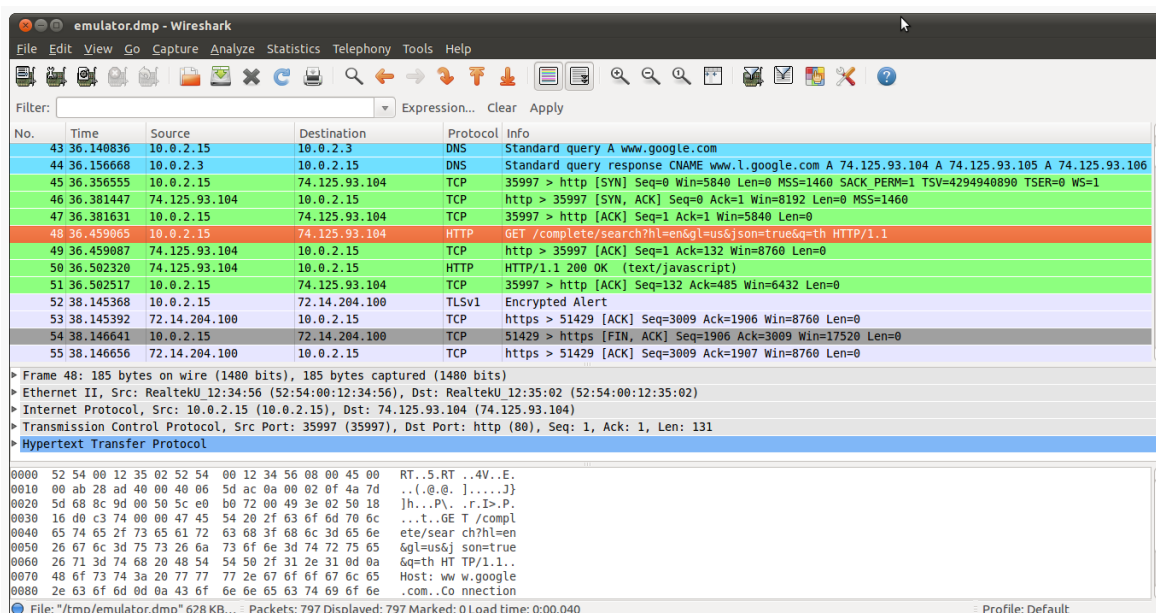 emulator.dmp - Wireshark
File Edit View Go Capture Analyze Statistics Telephony Tools Help
Filter: Expression... Clear Apply
No. Time Source Destination Protocol Info
43 36.140836 10.0.2.15 10.0.2.3 DNS Standard query A www.google.com
44 36.156668 10.0.2.3 10.0.2.15 DNS Standard query response CNAME www.l.google.com A 74.125.93.104 A 74.125.93.105 A 74.125.93.106
45 36.356555 10.0.2.15 74.125.93.104 TCP 35997 > http [SYN] Seq=0 Win=5840 Len=0 MSS=1460 SACK_PERM=1 TSV=4294940890 TSER=0 WS=1
46 36.381447 74.125.93.104 10.0.2.15 TCP http > 35997 [SYN, ACK] Seq=0 Ack=1 Win=8192 Len=0 MSS=1460
47 36.381631 10.0.2.15 74.125.93.104 TCP 35997 > http [ACK] Seq=1 Ack=1 Win=5840 Len=0
48 36.459065 10.0.2.15 74.125.93.104 HTTP GET /complete/search?hl=en&gl=us&json=true&q=th HTTP/1.1
49 36.459087 74.125.93.104 10.0.2.15 TCP http > 35997 [ACK] Seq=1 Ack=132 Win=8760 Len=0
50 36.502320 74.125.93.104 10.0.2.15 HTTP HTTP/1.1 200 OK (text/javascript)
51 36.502517 10.0.2.15 74.125.93.104 TCP 35997 > http [ACK] Seq=132 Ack=485 Win=6432 Len=0
52 38.145368 10.0.2.15 72.14.204.100 TLSv1 Encrypted Alert
53 38.145392 72.14.204.100 10.0.2.15 TCP https > 51429 [ACK] Seq=3009 Ack=1906 Win=8760 Len=0
54 38.146641 10.0.2.15 72.14.204.100 TCP 51429 > https [FIN, ACK] Seq=1906 Ack=3009 Win=17520 Len=0
55 38.146656 72.14.204.100 10.0.2.15 TCP https > 51429 [ACK] Seq=3009 Ack=1907 Win=8760 Len=0
Frame 48: 185 bytes on wire (1480 bits), 185 bytes captured (1480 bits)
Ethernet II, Src: RealtekU_12:34:56 (52:54:00:12:34:56), Dst: RealtekU_12:35:02 (52:54:00:12:35:02)
Internet Protocol, Src: 10.0.2.15 (10.0.2.15), Dst: 74.125.93.104 (74.125.93.104)
Transmission Control Protocol, Src Port: 35997 (35997), Dst Port: http (80), Seq: 1, Ack: 1, Len: 131
Hypertext Transfer Protocol
0000 52 54 00 12 35 02 52 54 00 12 34 56 08 00 45 00 RT..5.RT ..4V..E.
0010 00 ab 28 ad 40 00 40 06 5d ac 0a 00 02 0f 4a 7d ..(.@.@. ].....J}
0020 5d 68 8c 9d 00 50 5c e0 b0 72 00 49 3e 02 50 18 ]h...P\. .r.I>.P.
0030 16 d0 c3 74 00 00 47 45 54 20 2f 63 6f 6d 70 6c ...t..GE T /compl
0040 65 74 65 2f 73 65 61 72 63 68 3f 68 6c 3d 65 6e ete/sear ch?hl=en
0050 26 67 6c 3d 75 73 26 6a 73 6f 6e 3d 74 72 75 65 &gl=us&j son=true
0060 26 71 3d 74 68 20 48 54 54 50 2f 31 2e 31 0d 0a &q=th HT TP/1.1..
0070 48 6f 73 74 3a 20 77 77 77 2e 67 6f 6f 67 6c 65 Host: ww w.google
0080 2e 63 6f 6d 0d 0a 43 6f 6e 6e 65 63 74 69 6f 6e .com..Co nnection
File: "/tmp/emulator.dmp" 628 KB... Packets: 797 Displayed: 797 Marked: 0 Load time: 0:00.040 Profile: Default